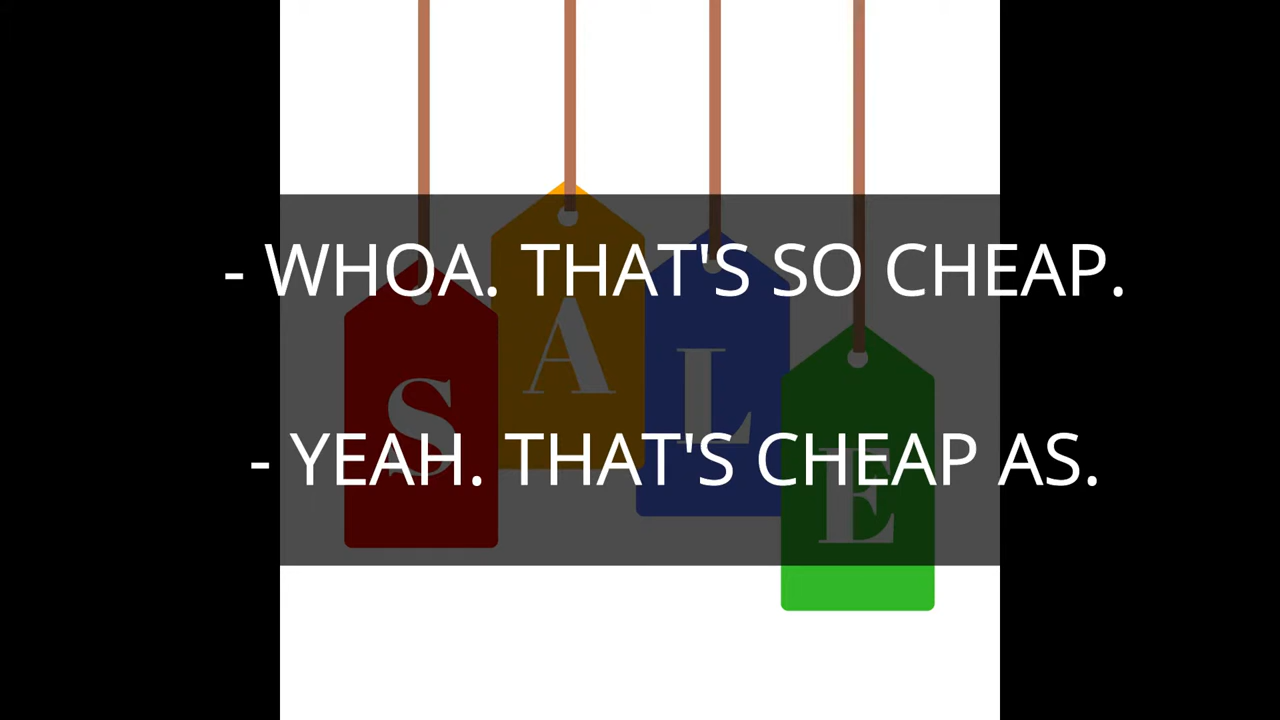 - WHOA. THAT'S SO CHEAP.
- YEAH. THAT'S CHEAP AS.
SALE